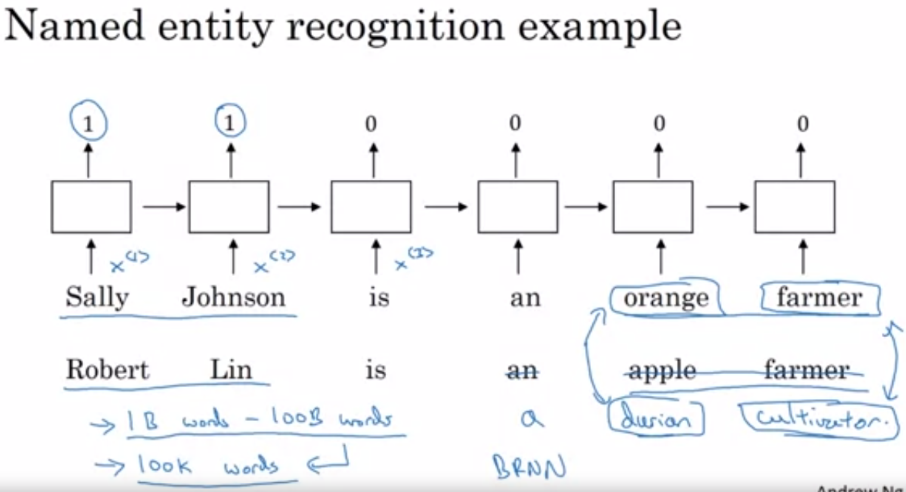 Named entity recognition example
1 1 0 0 0 0
x<1> x<2> x<3>
Sally Johnson is an orange farmer
Robert Lin is an apple farmer
→ 1B words - 100B words a durian cultivator.
→ 100k words BRNN
Andrew Ng